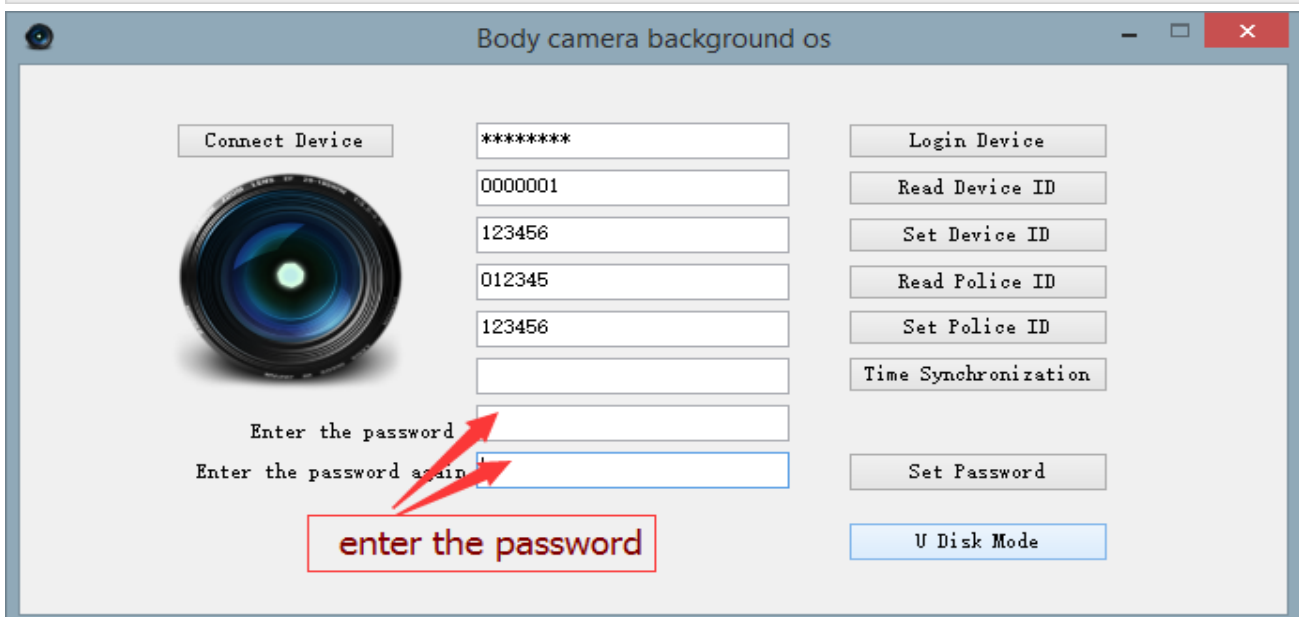 Body camera background os
Connect Device
********
Login Device
0000001
Read Device ID
123456
Set Device ID
012345
Read Police ID
123456
Set Police ID
Time Synchronization
Enter the password
Enter the password again
Set Password
enter the password
U Disk Mode